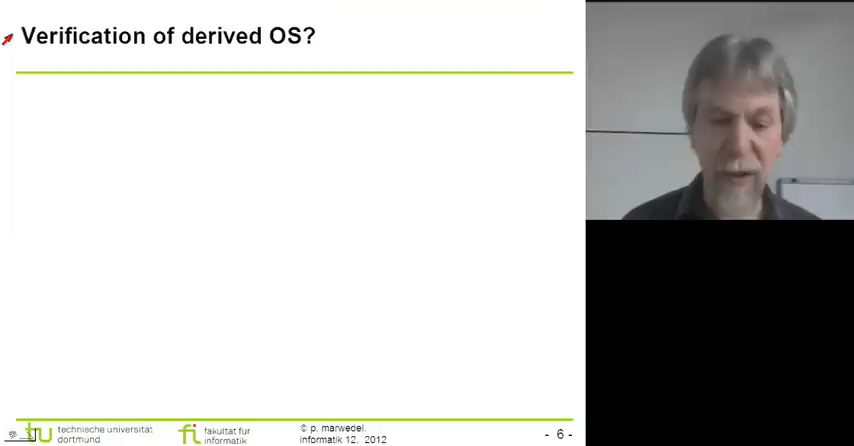 Verification of derived OS?
technische universität
dortmund
fakultät für
informatik
© p. marwedel,
informatik 12, 2012
- 6 -